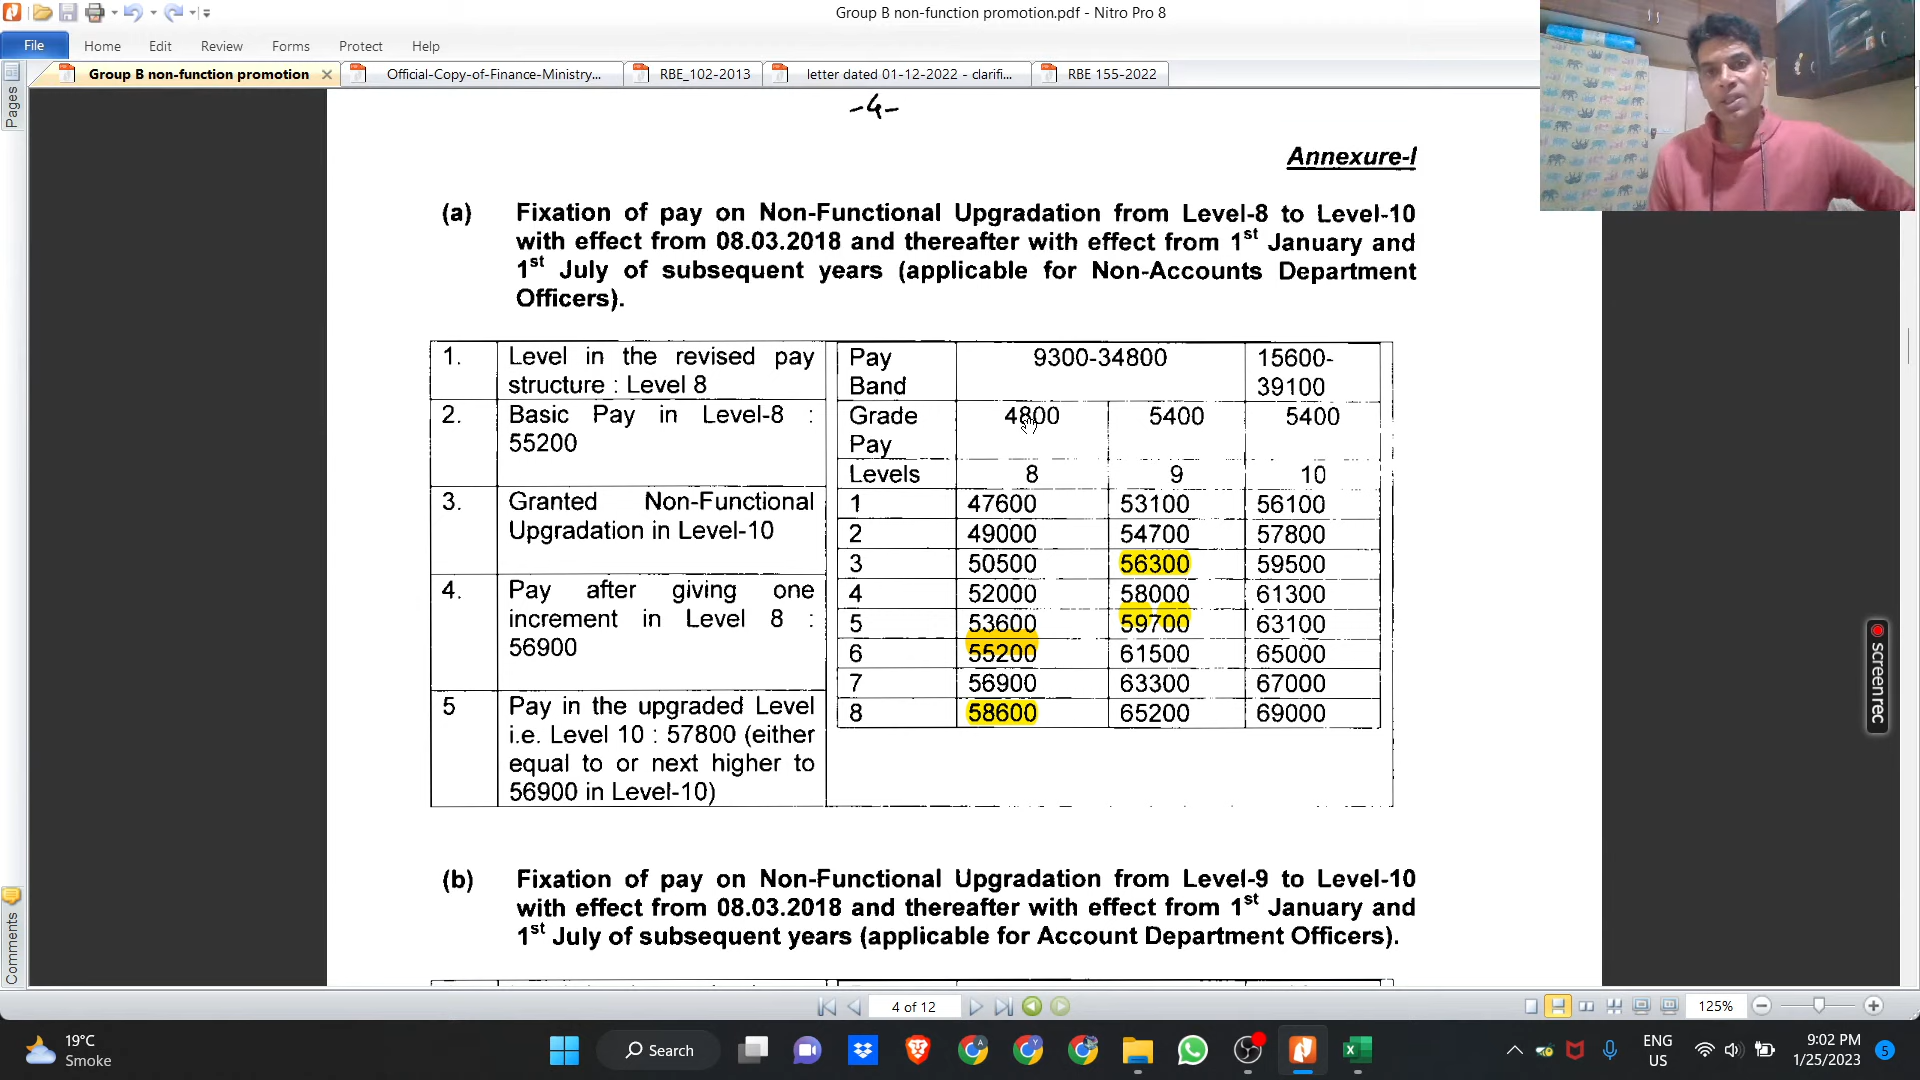 Group B non-function promotion.pdf - Nitro Pro 8
File Home Edit Review Forms Protect Help
Group B non-function promotion Official-Copy-of-Finance-Ministry... RBE_102-2013 letter dated 01-12-2022 - clarifi... RBE 155-2022
Pages
-4-
Annexure-I
(a) Fixation of pay on Non-Functional Upgradation from Level-8 to Level-10
with effect from 08.03.2018 and thereafter with effect from 1st January and
1st July of subsequent years (applicable for Non-Accounts Department
Officers).
1. Level in the revised pay
structure : Level 8
2. Basic Pay in Level-8 :
55200
3. Granted Non-Functional
Upgradation in Level-10
4. Pay after giving one
increment in Level 8 :
56900
5 Pay in the upgraded Level
i.e. Level 10 : 57800 (either
equal to or next higher to
56900 in Level-10)
Pay Band 9300-34800 15600-39100
Grade Pay 4800 5400 5400
Levels 8 9 10
1 47600 53100 56100
2 49000 54700 57800
3 50500 56300 59500
4 52000 58000 61300
5 53600 59700 63100
6 55200 61500 65000
7 56900 63300 67000
8 58600 65200 69000
(b) Fixation of pay on Non-Functional Upgradation from Level-9 to Level-10
with effect from 08.03.2018 and thereafter with effect from 1st January and
1st July of subsequent years (applicable for Account Department Officers).
Comments
screenrec
4 of 12
125%
19°C
Smoke
Search
ENG
US
9:02 PM
1/25/2023
5